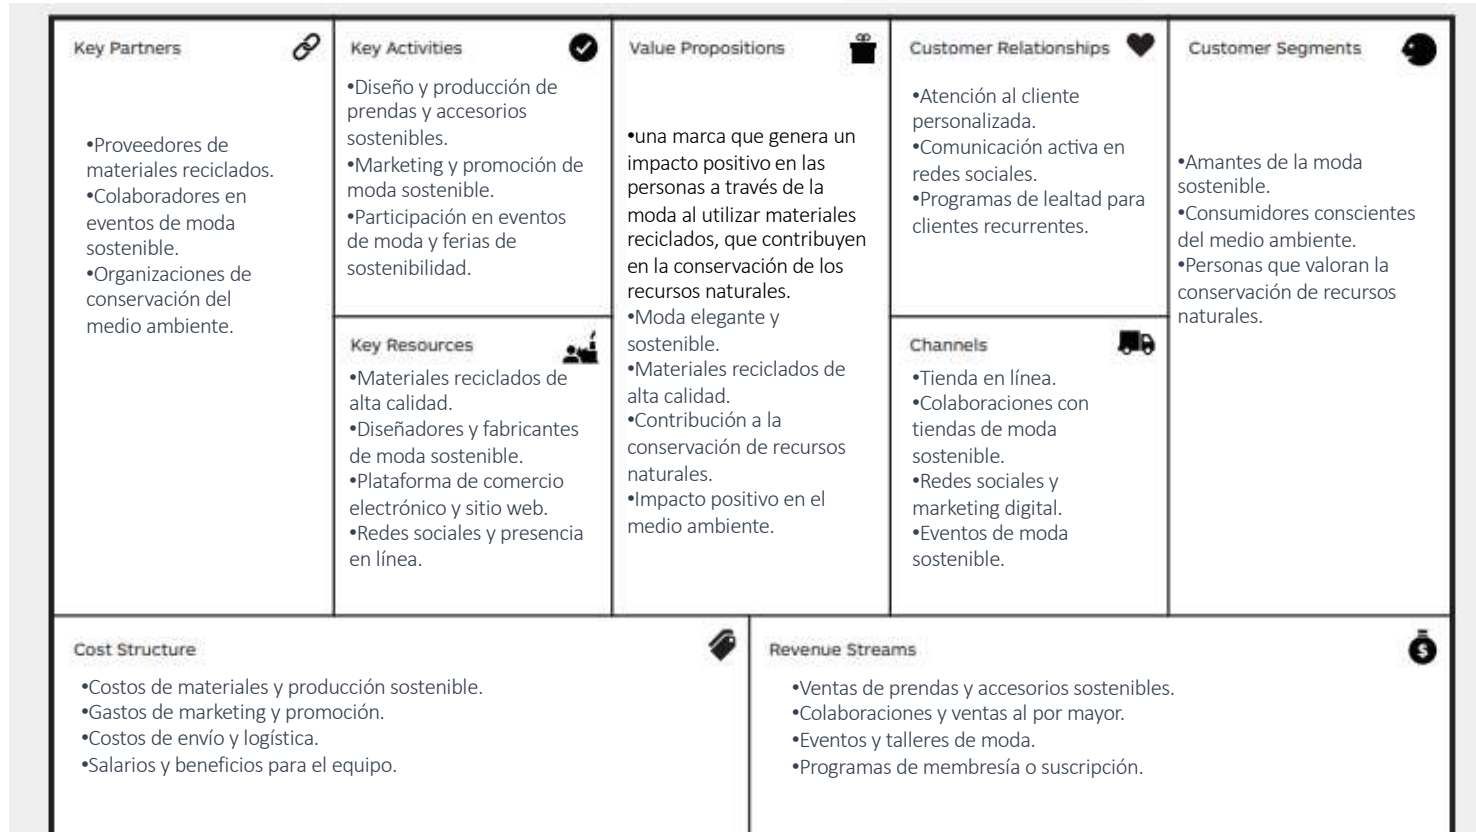 Key Partners
•Proveedores de
materiales reciclados.
•Colaboradores en
eventos de moda
sostenible.
•Organizaciones de
conservación del
medio ambiente.
Key Activities
•Diseño y producción de
prendas y accesorios
sostenibles.
•Marketing y promoción de
moda sostenible.
•Participación en eventos
de moda y ferias de
sostenibilidad.
Key Resources
•Materiales reciclados de
alta calidad.
•Diseñadores y fabricantes
de moda sostenible.
•Plataforma de comercio
electrónico y sitio web.
•Redes sociales y presencia
en línea.
Value Propositions
•una marca que genera un
impacto positivo en las
personas a través de la
moda al utilizar materiales
reciclados, que contribuyen
en la conservación de los
recursos naturales.
•Moda elegante y
sostenible.
•Materiales reciclados de
alta calidad.
•Contribución a la
conservación de recursos
naturales.
•Impacto positivo en el
medio ambiente.
Customer Relationships
•Atención al cliente
personalizada.
•Comunicación activa en
redes sociales.
•Programas de lealtad para
clientes recurrentes.
Channels
•Tienda en línea.
•Colaboraciones con
tiendas de moda
sostenible.
•Redes sociales y
marketing digital.
•Eventos de moda
sostenible.
Customer Segments
•Amantes de la moda
sostenible.
•Consumidores conscientes
del medio ambiente.
•Personas que valoran la
conservación de recursos
naturales.
Cost Structure
•Costos de materiales y producción sostenible.
•Gastos de marketing y promoción.
•Costos de envío y logística.
•Salarios y beneficios para el equipo.
Revenue Streams
$
•Ventas de prendas y accesorios sostenibles.
•Colaboraciones y ventas al por mayor.
•Eventos y talleres de moda.
•Programas de membresía o suscripción.